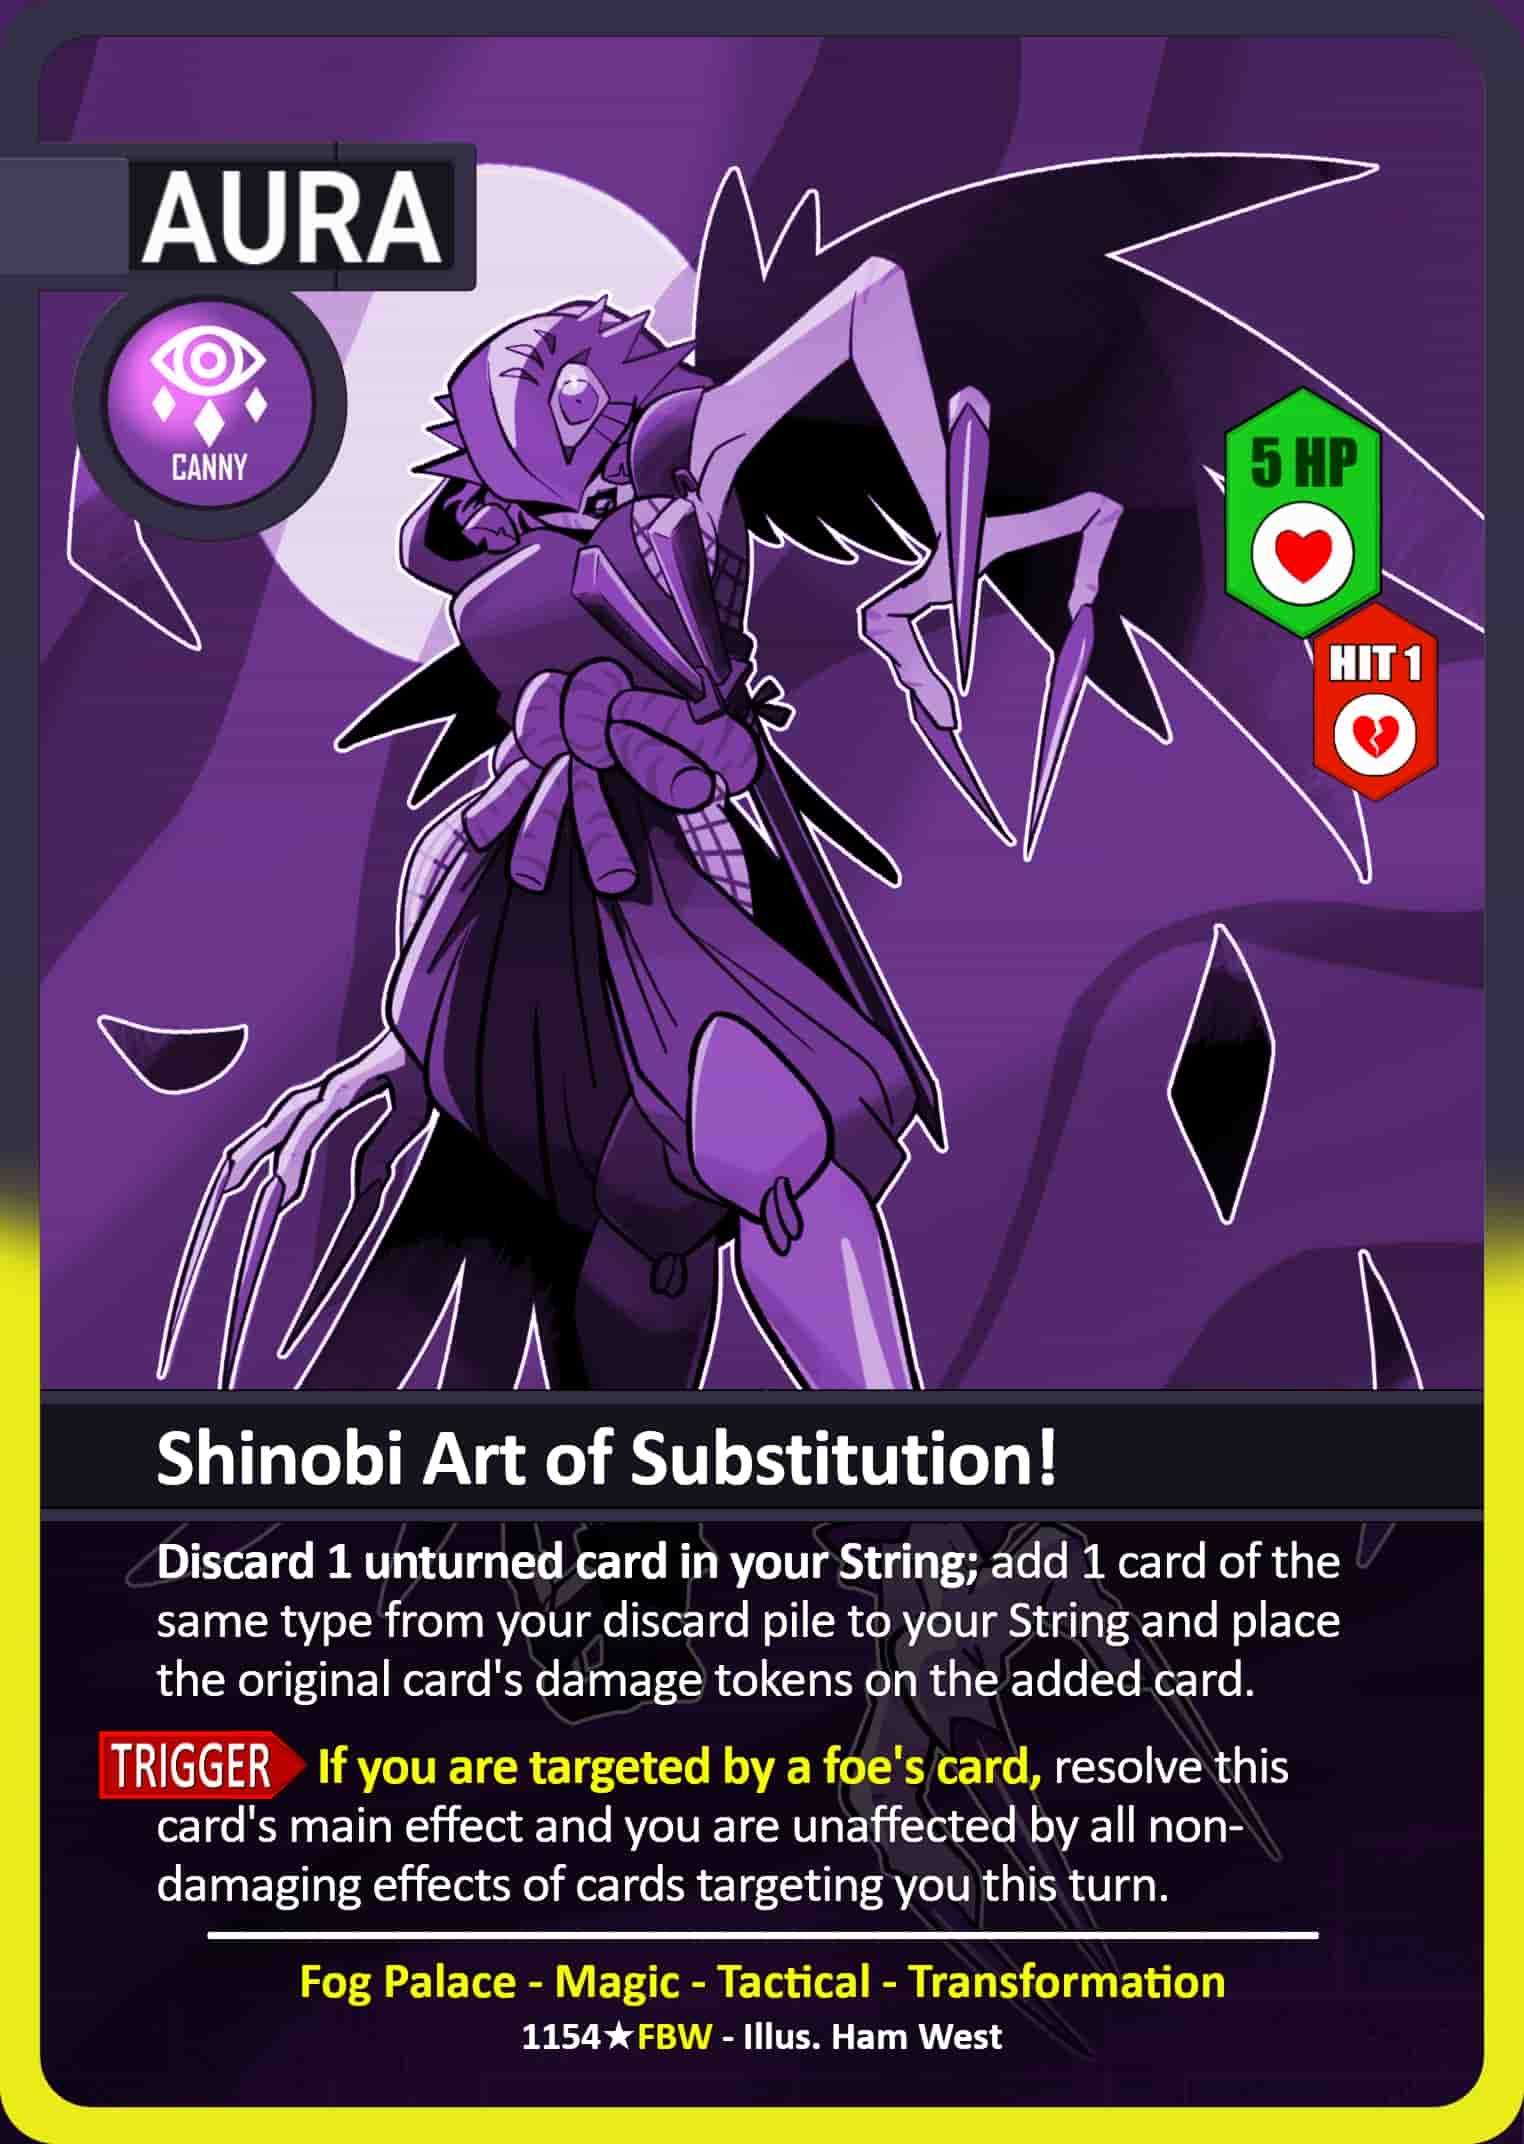 AURA
CANNY
5 HP
HIT 1
Shinobi Art of Substitution!
Discard 1 unturned card in your String; add 1 card of the
same type from your discard pile to your String and place
the original card's damage tokens on the added card.
TRIGGER If you are targeted by a foe's card, resolve this
card's main effect and you are unaffected by all non-
damaging effects of cards targeting you this turn.
Fog Palace - Magic - Tactical - Transformation
1154★FBW - Illus. Ham West